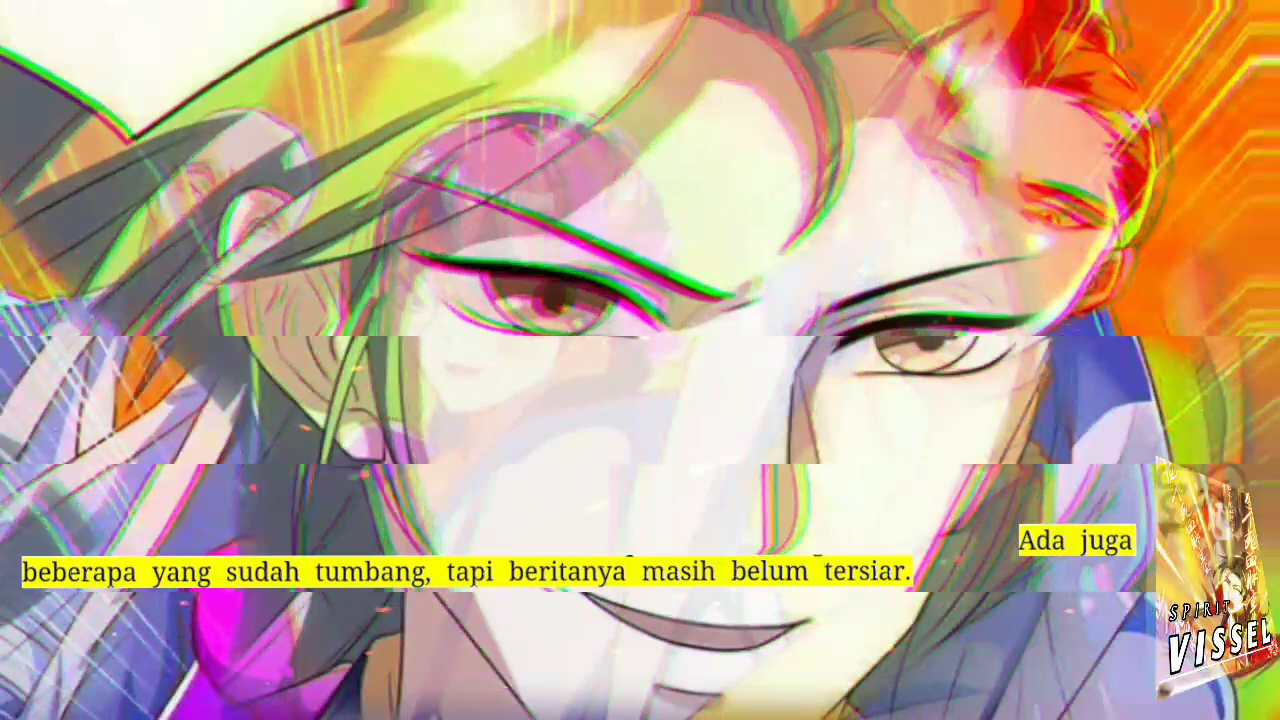 Ada juga
beberapa yang sudah tumbang, tapi beritanya masih belum tersiar.
SPIRIT
VISSEL